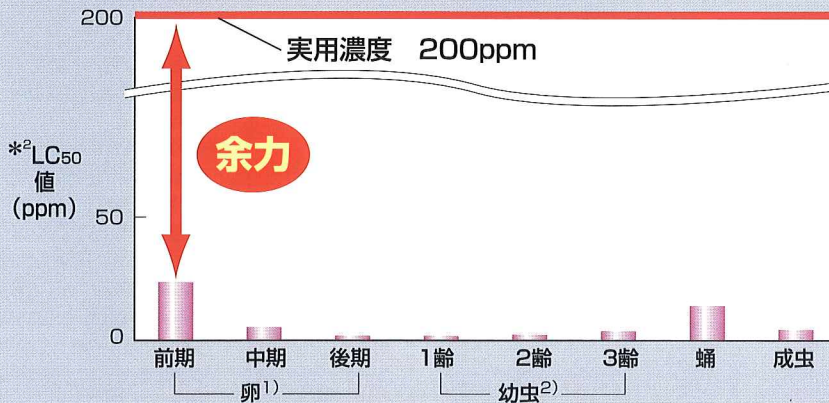 200
実用濃度 200ppm
余力
*²LC₅₀
値
(ppm)
50
0
前期 中期 後期 1齢 2齢 3齢 蛹 成虫
卵¹⁾ 幼虫²⁾